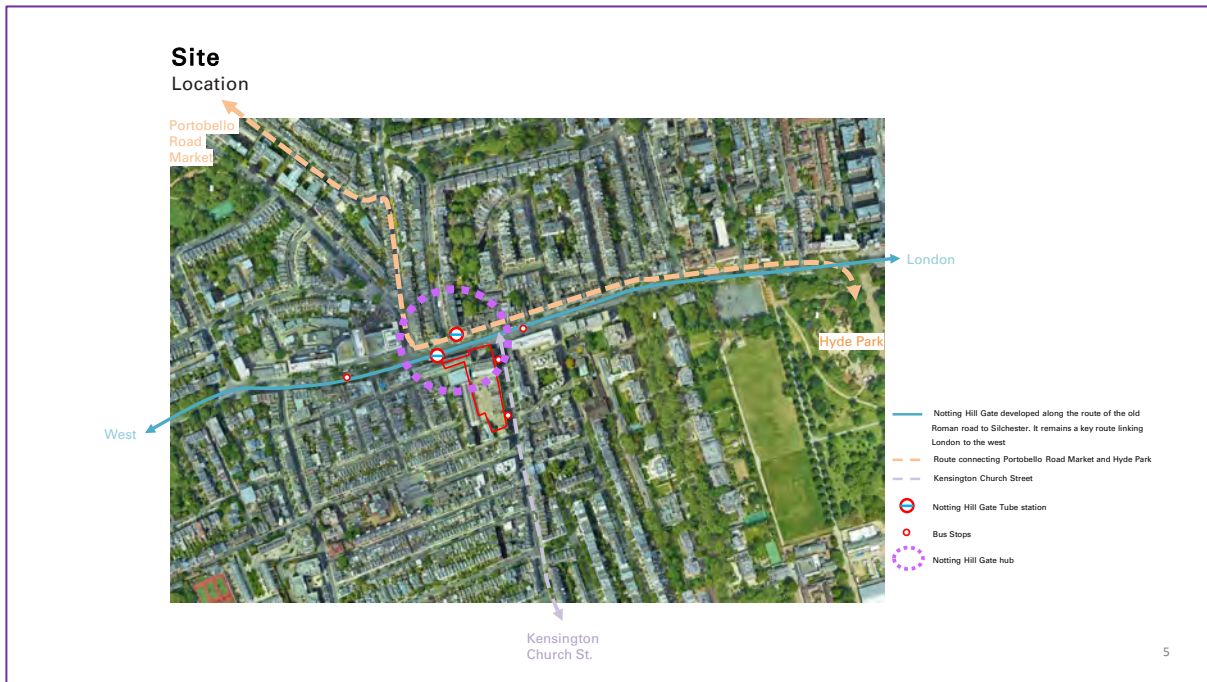 Site
Location
Portobello
Road
Market
London
Hyde Park
West
Notting Hill Gate developed along the route of the old
Roman road to Silchester. It remains a key route linking
London to the west
Route connecting Portobello Road Market and Hyde Park
Kensington Church Street
Notting Hill Gate Tube station
Bus Stops
Notting Hill Gate hub
Kensington
Church St.
5